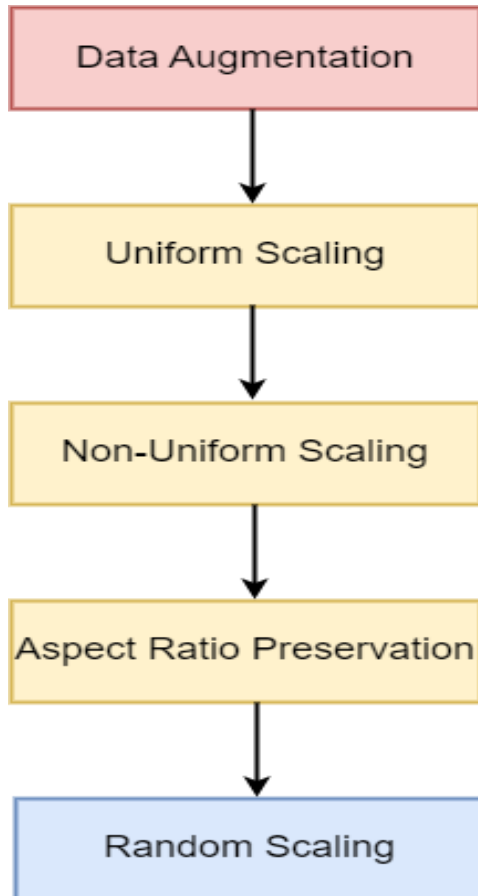 Data Augmentation
Uniform Scaling
Non-Uniform Scaling
Aspect Ratio Preservation
Random Scaling